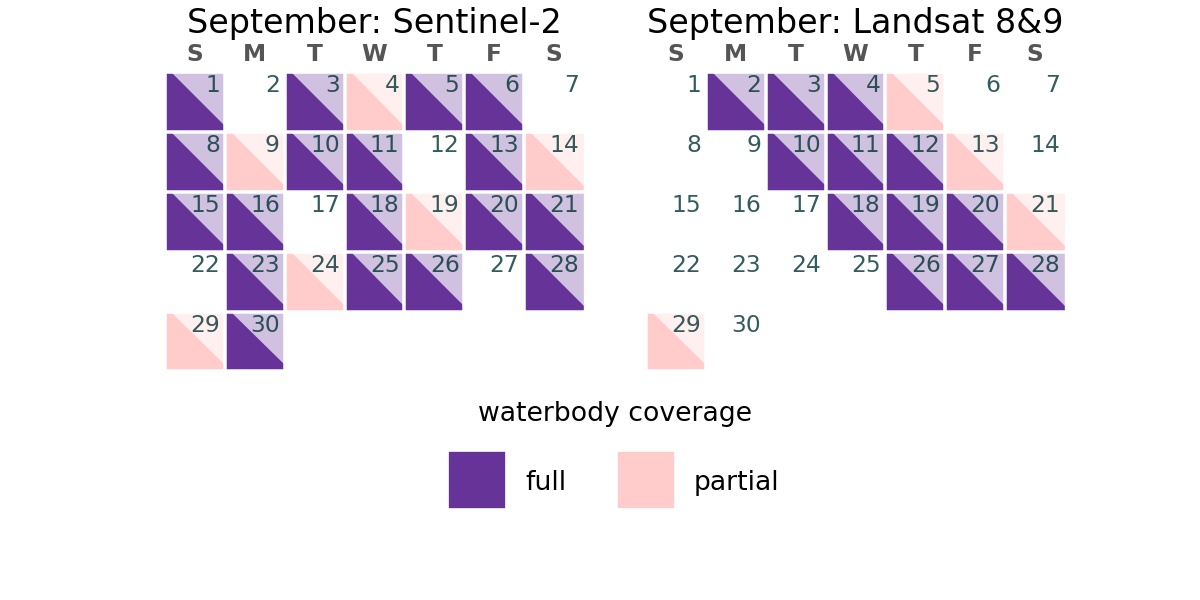 September: Sentinel-2
S M T W T F S
1 2 3 4 5 6 7
8 9 10 11 12 13 14
15 16 17 18 19 20 21
22 23 24 25 26 27 28
29 30
September: Landsat 8&9
S M T W T F S
1 2 3 4 5 6 7
8 9 10 11 12 13 14
15 16 17 18 19 20 21
22 23 24 25 26 27 28
29 30
waterbody coverage
full partial